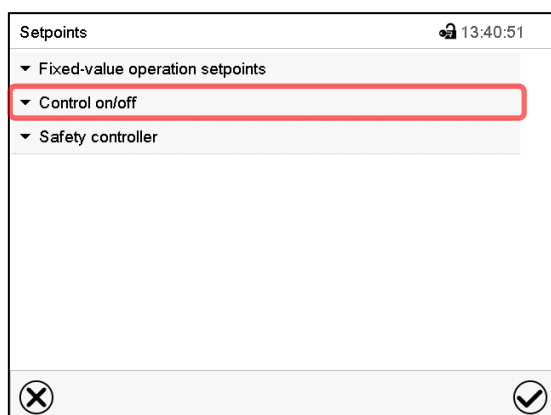 Setpoints 13:40:51
Fixed-value operation setpoints
Control on/off
Safety controller